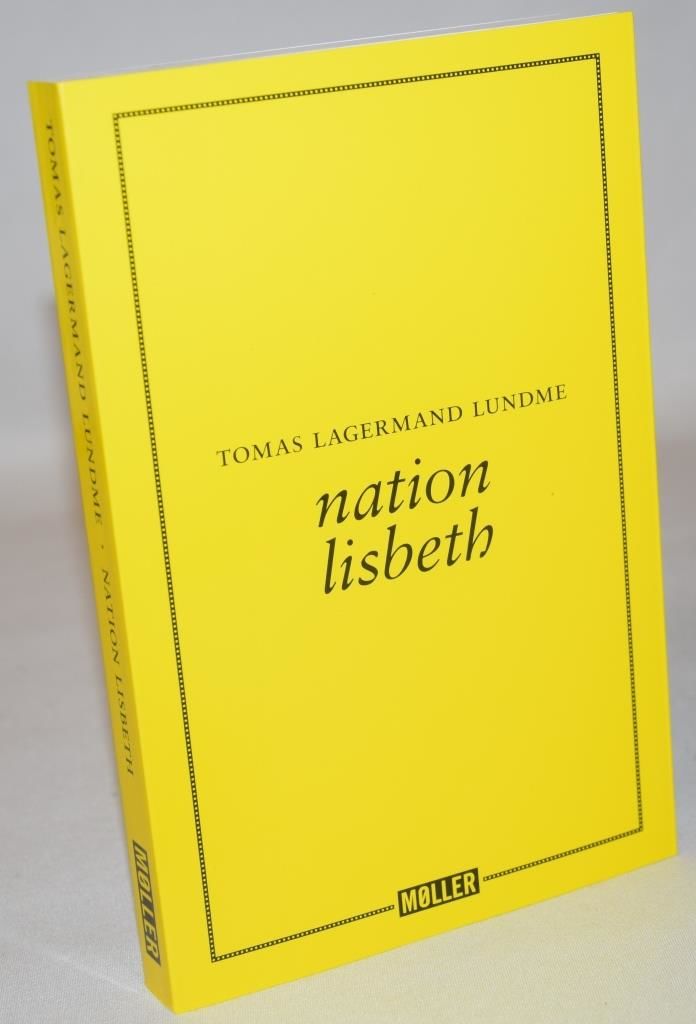 TOMAS LAGERMAND LUNDME
nation
lisbeth
MØLLER
TOMAS LAGERMAND LUNDME · NATION LISBETH
MØLLER